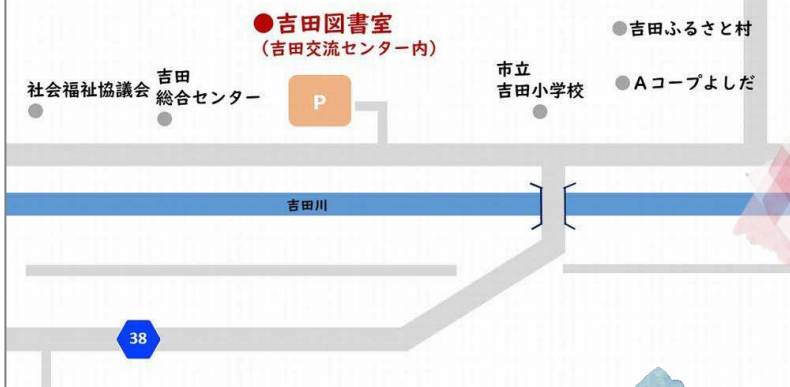 ●吉田図書室
（吉田交流センター内）
●吉田ふるさと村
社会福祉協議会
吉田
総合センター
P
市立
吉田小学校
●Aコープよしだ
吉田川
38